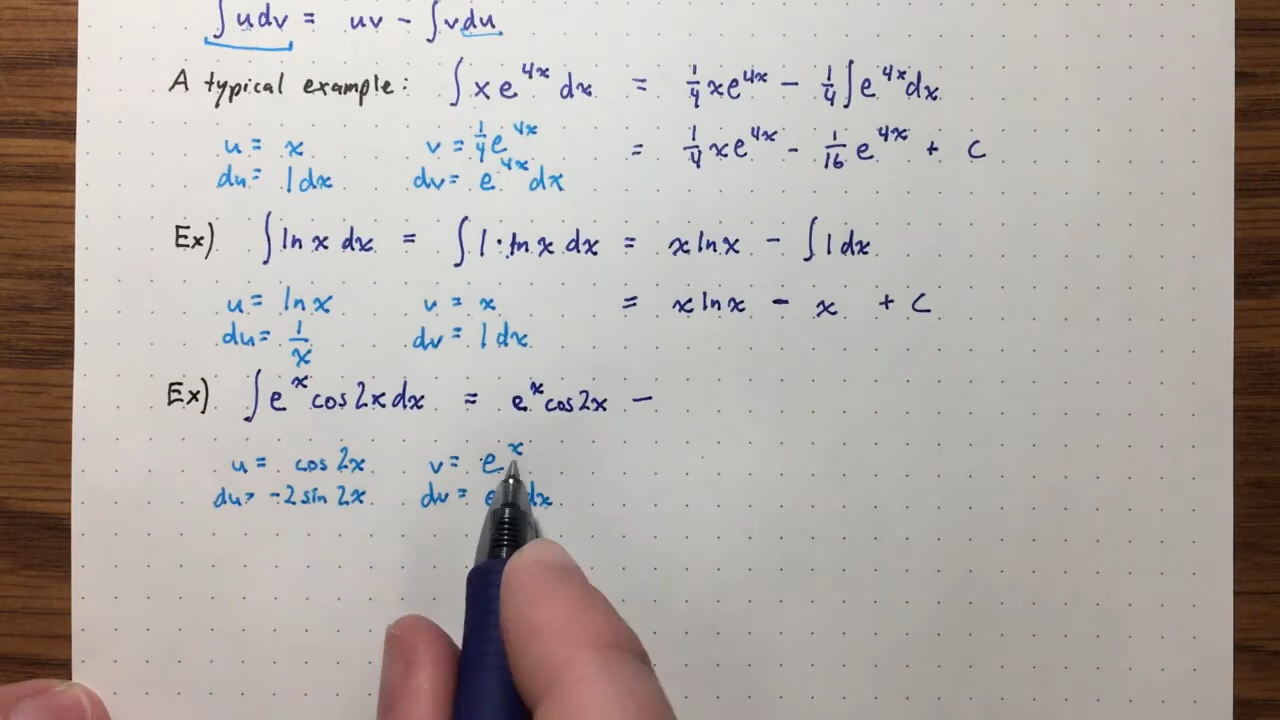 ∫udv = uv - ∫vdu
A typical example: ∫xe^{4x}dx = 1/4 xe^{4x} - 1/4 ∫e^{4x}dx
u = x v = 1/4 e^{4x} = 1/4 xe^{4x} - 1/16 e^{4x} + C
du = 1dx dv = e^{4x}dx
Ex) ∫ln x dx = ∫1·ln x dx = x ln x - ∫1dx
u = ln x v = x = x ln x - x + C
du = 1/x dv = 1dx
Ex) ∫e^x cos 2x dx = e^x cos 2x -
u = cos 2x v = e^x
du = -2 sin 2x dv = e dx